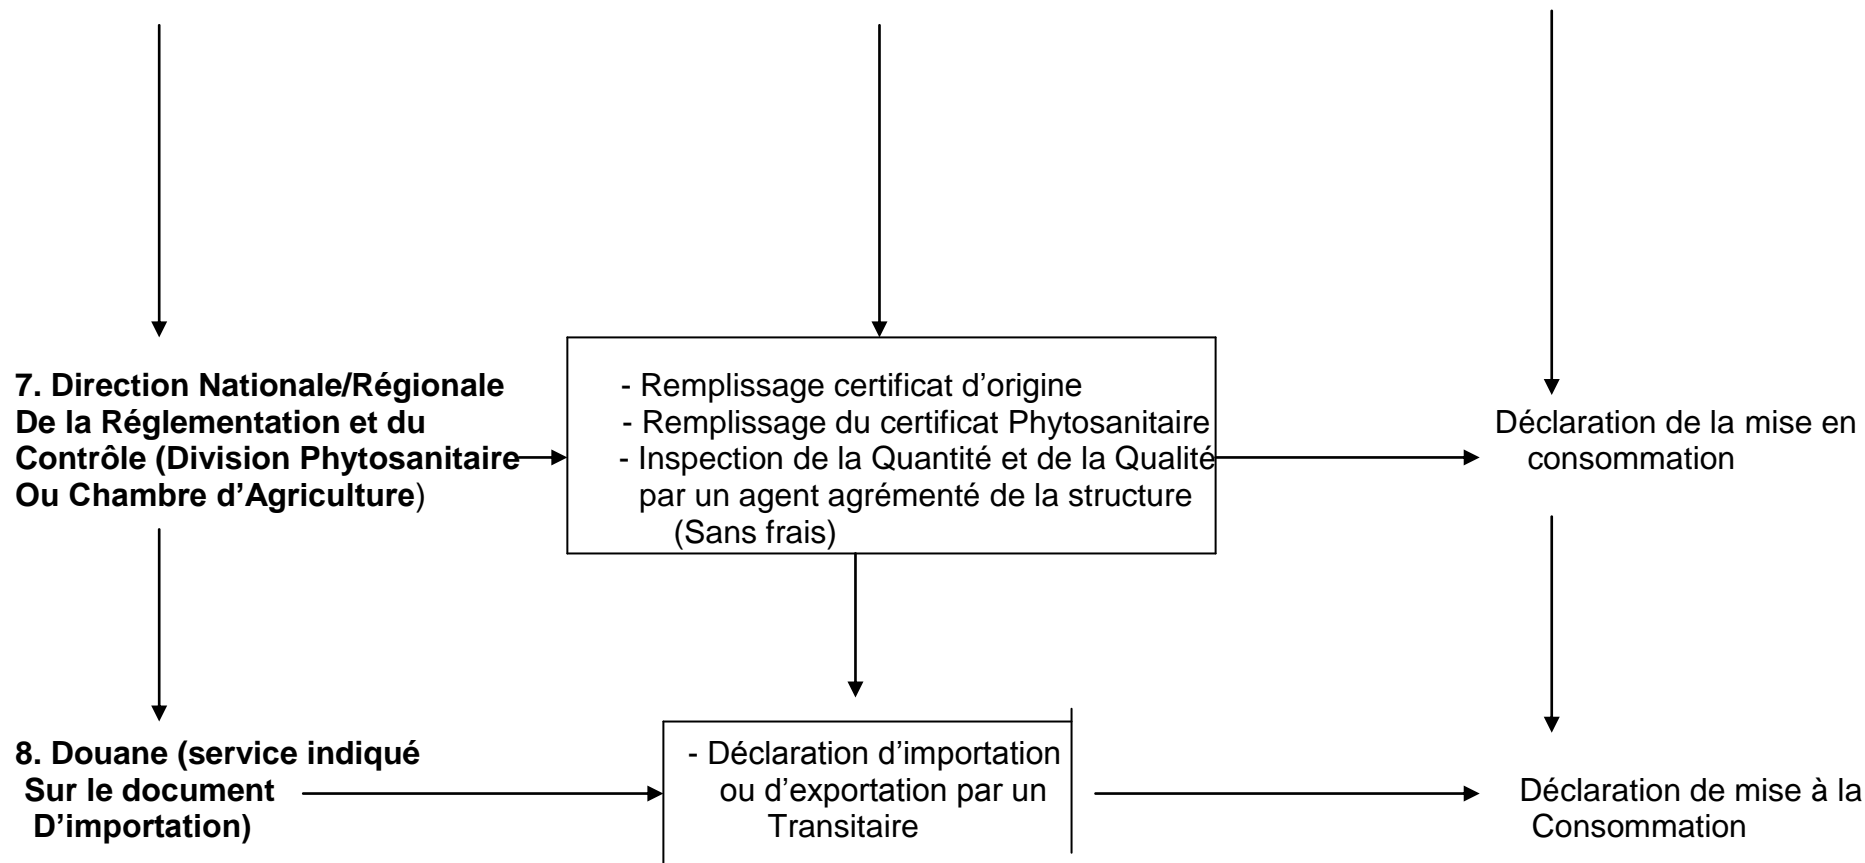 7. Direction Nationale/Régionale
De la Réglementation et du
Contrôle (Division Phytosanitaire
Ou Chambre d’Agriculture)
- Remplissage certificat d’origine
- Remplissage du certificat Phytosanitaire
- Inspection de la Quantité et de la Qualité
par un agent agrémenté de la structure
(Sans frais)
Déclaration de la mise en
consommation
8. Douane (service indiqué
Sur le document
D’importation)
- Déclaration d’importation
ou d’exportation par un
Transitaire
Déclaration de mise à la
Consommation